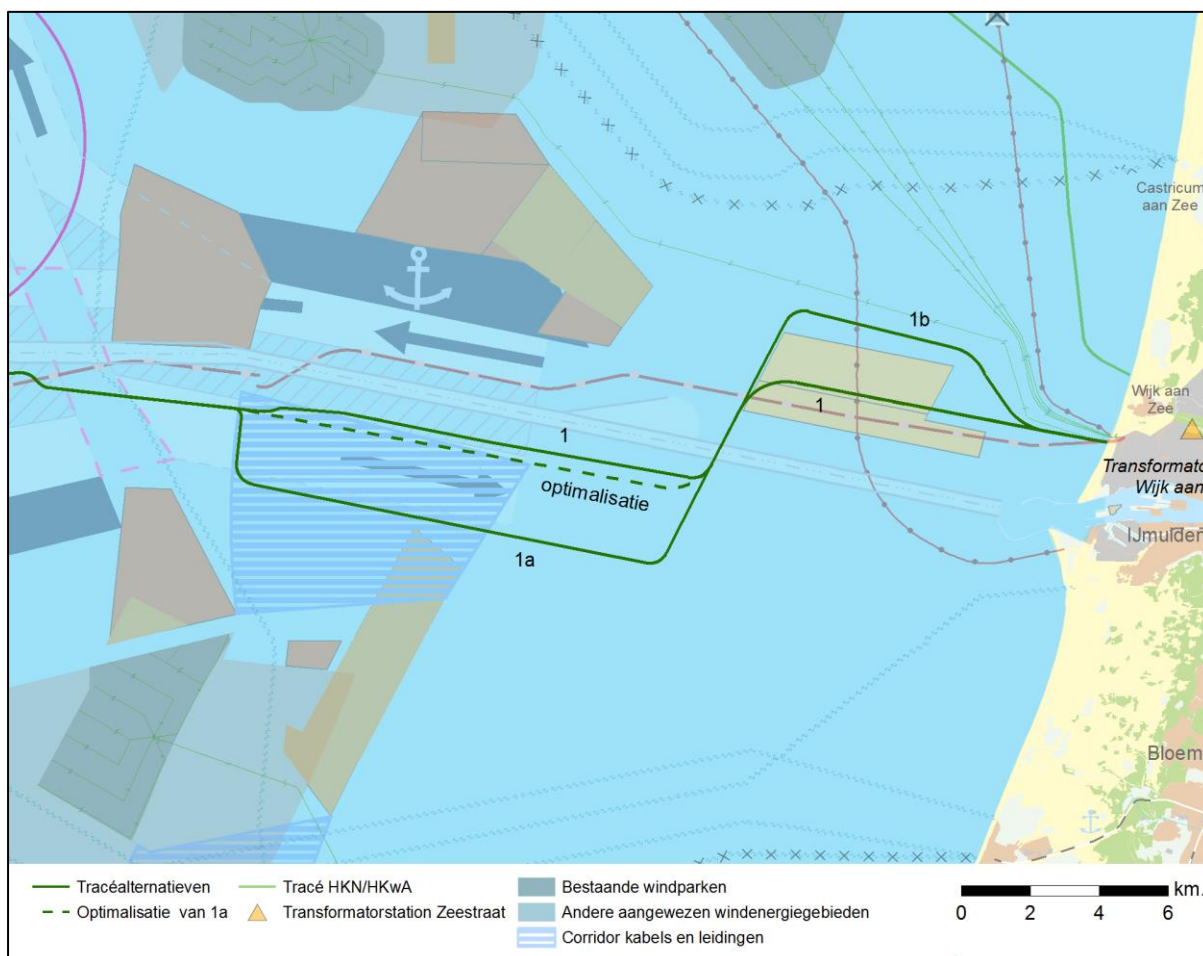 Castricum
aan Zee
1b
Wijk aan
Zee
1
1
Transformato
Wijk aan
optimalisatie
IJmuiden
1a
Bloem
Tracéalternatieven
Optimalisatie van 1a
Tracé HKN/HKwA
Transformatorstation Zeestraat
Bestaande windparken
Andere aangewezen windenergiegebieden
Corridor kabels en leidingen
km.
0 2 4 6